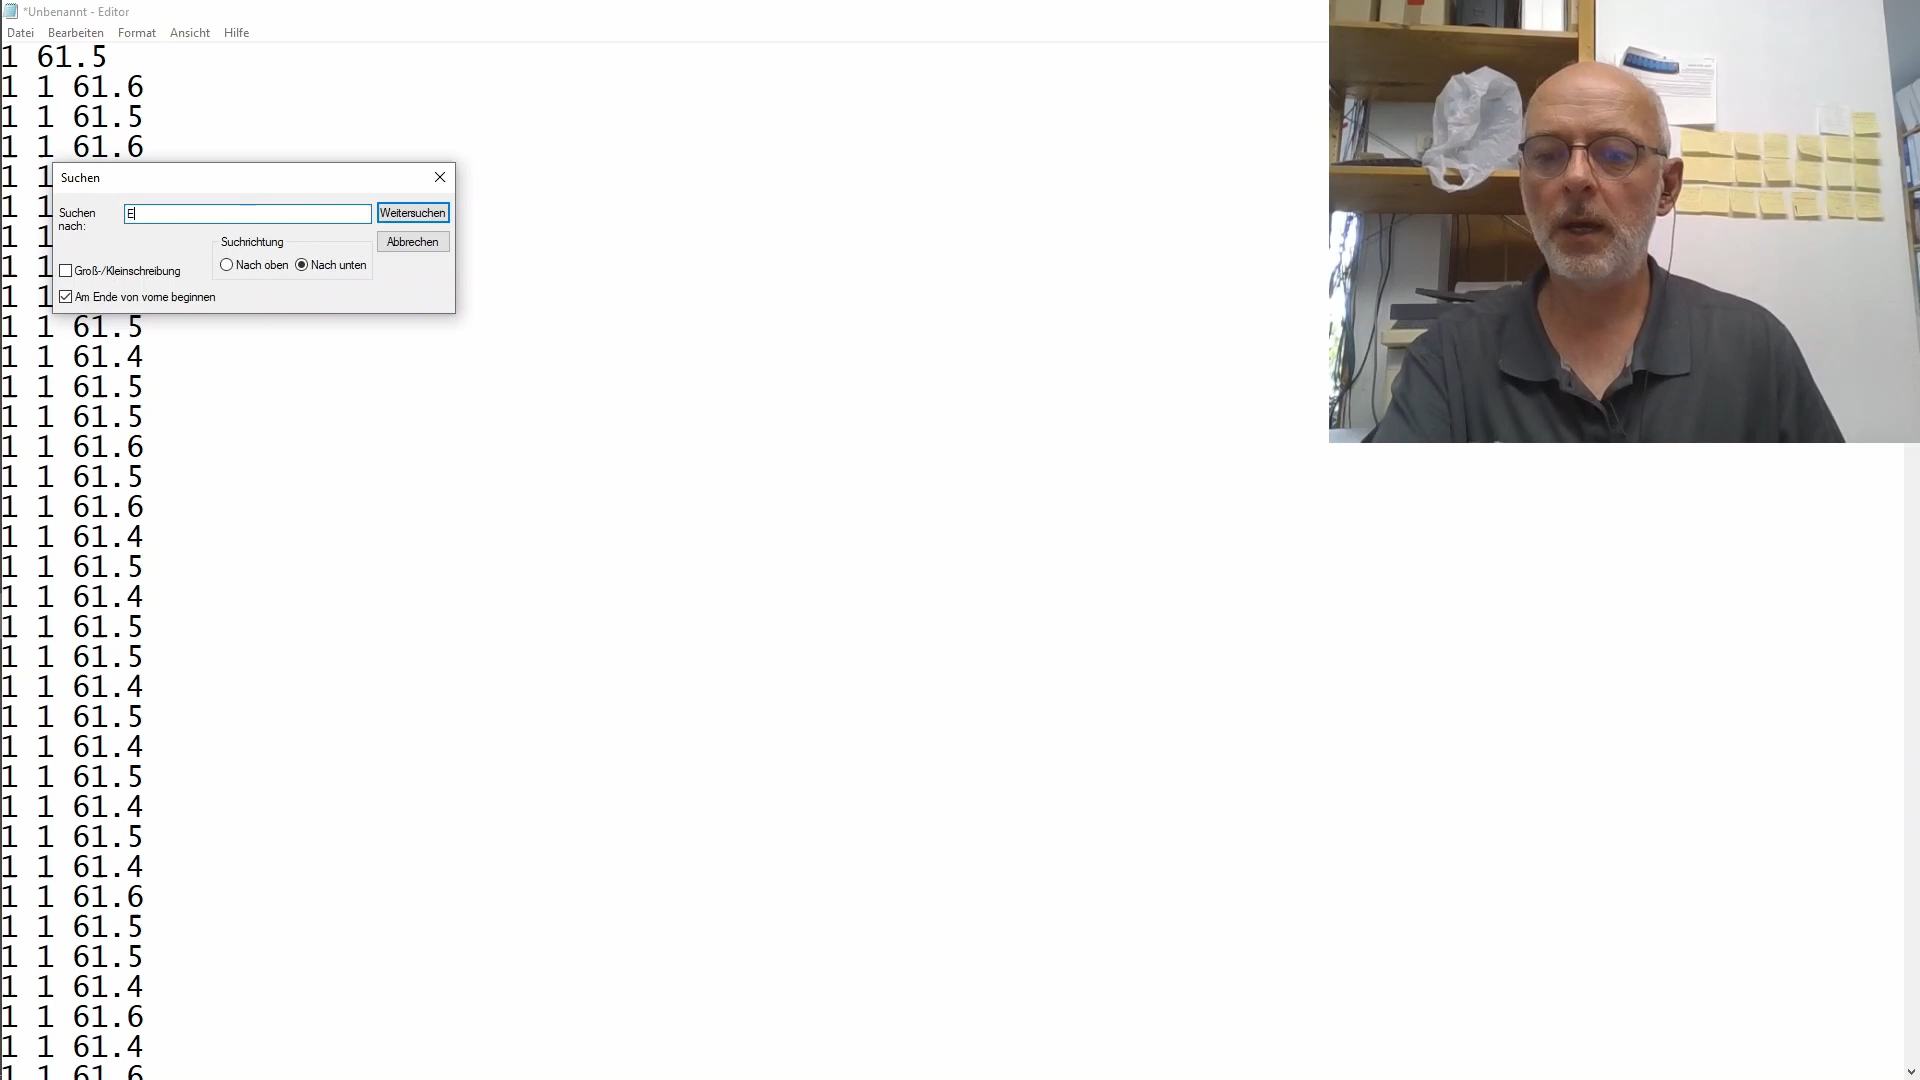 *Unbenannt - Editor
Datei Bearbeiten Format Ansicht Hilfe
1 61.5
1 1 61.6
1 1 61.5
1 1 61.6
1 1
1 1
1 1
1 1
1 1
Suchen
Suchen nach:
E
Weitersuchen
Suchrichtung
Abbrechen
Nach oben Nach unten
Groß-/Kleinschreibung
Am Ende von vorne beginnen
1 1 61.5
1 1 61.4
1 1 61.5
1 1 61.5
1 1 61.6
1 1 61.5
1 1 61.6
1 1 61.4
1 1 61.5
1 1 61.4
1 1 61.5
1 1 61.5
1 1 61.4
1 1 61.5
1 1 61.4
1 1 61.5
1 1 61.4
1 1 61.5
1 1 61.4
1 1 61.6
1 1 61.5
1 1 61.5
1 1 61.4
1 1 61.6
1 1 61.4
1 1 61.6